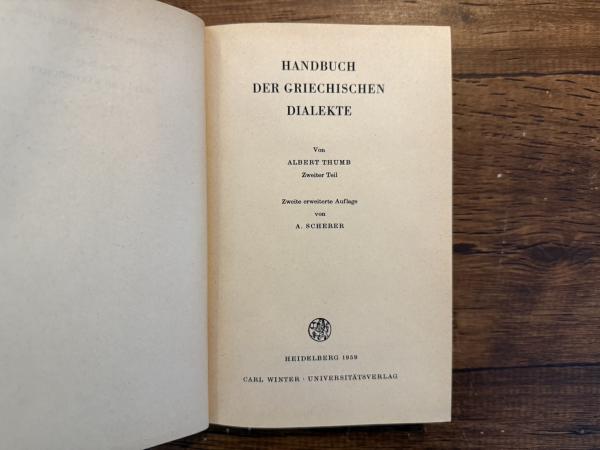 HANDBUCH
DER GRIECHISCHEN
DIALEKTE
Von
ALBERT THUMB
Zweiter Teil
Zweite erweiterte Auflage
von
A. SCHERER
HEIDELBERG 1959
CARL WINTER · UNIVERSITÄTSVERLAG